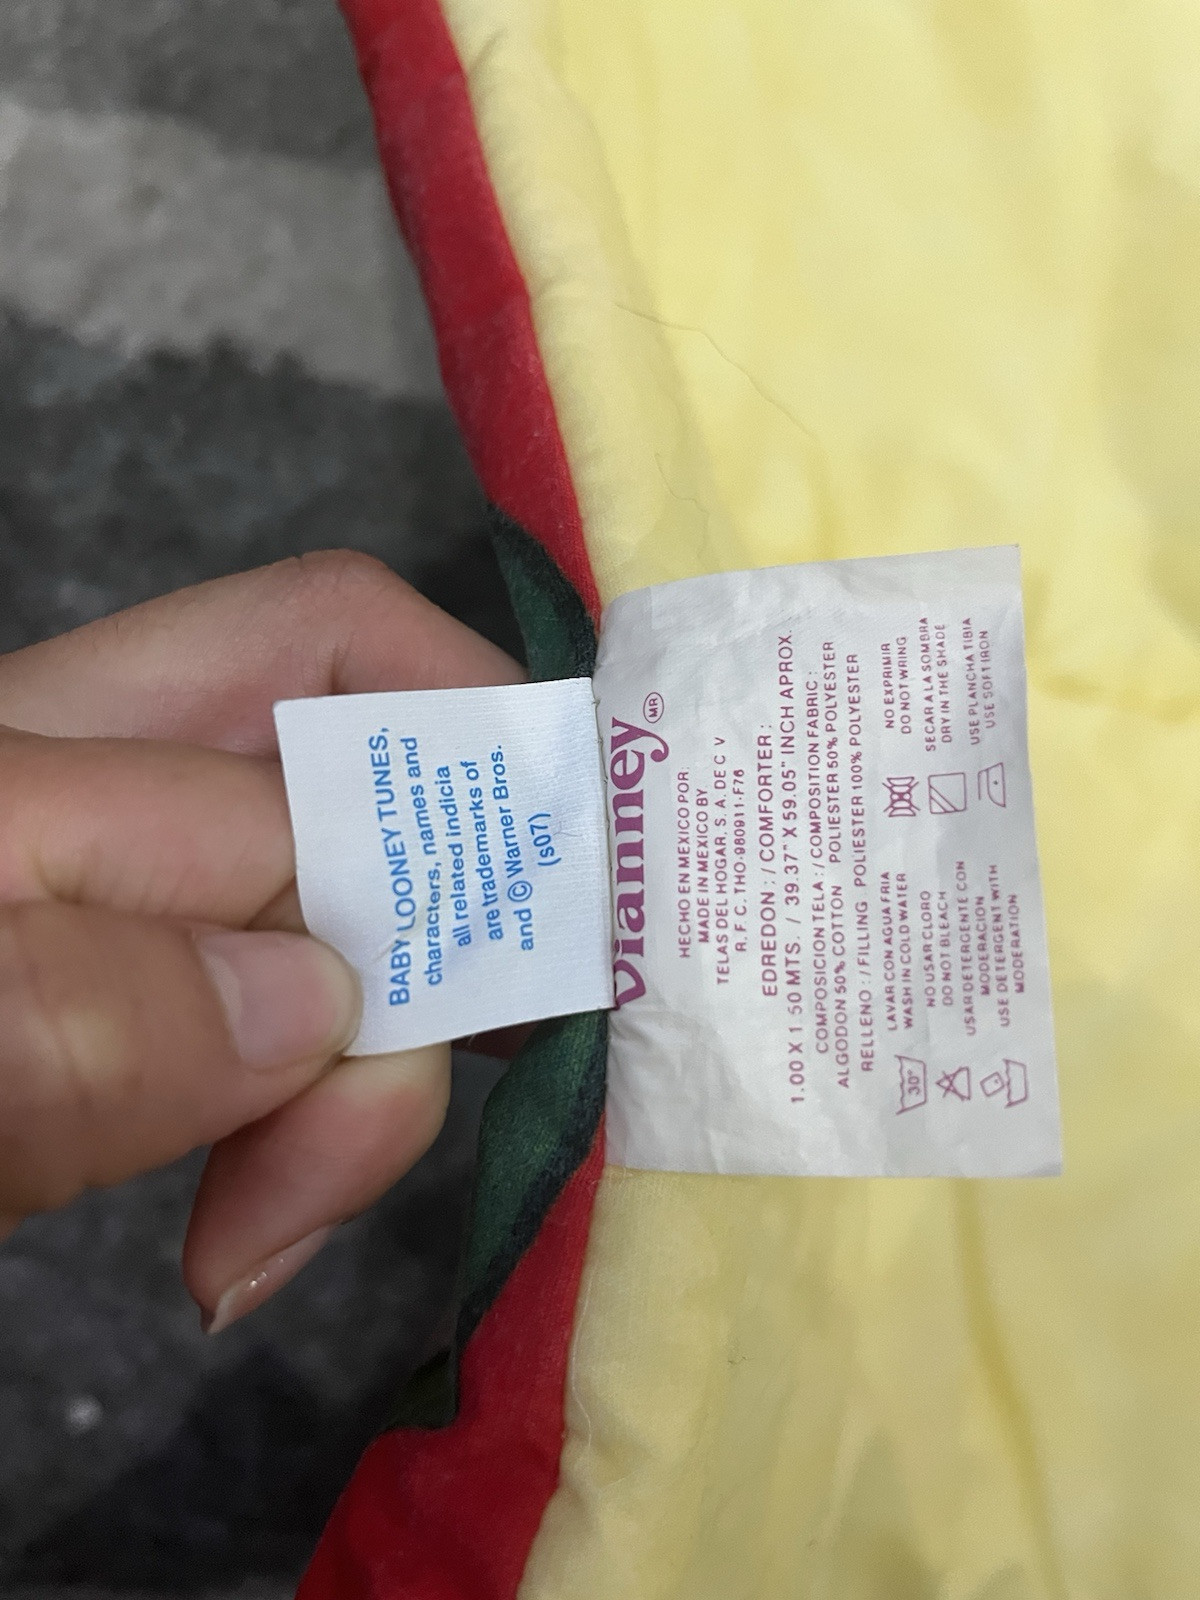 BABY LOONEY TUNES,
characters, names and
all related indicia
are trademarks of
and © Warner Bros.
(s07)
Vianney MR
HECHO EN MEXICO POR:
MADE IN MEXICO BY
TELAS DEL HOGAR, S. A. DE C V
R. F. C. THO-98091 1-F76
EDREDON : / COMFORTER :
1.00 X 1 50 MTS. / 39.37" X 59.05" INCH APROX.
COMPOSICION TELA : / COMPOSITION FABRIC :
ALGODON 50% COTTON POLIESTER 50% POLYESTER
RELLENO : / FILLING POLIESTER 100% POLYESTER
LAVAR CON AGUA FRIA
WASH IN COLD WATER
30°
NO USAR CLORO
DO NOT BLEACH
USAR DETERGENTE CON
MODERACION
USE DETERGENT WITH
MODERATION
NO EXPRIMIR
DO NOT WRING
SECAR A LA SOMBRA
DRY IN THE SHADE
USE PLANCHA TIBIA
USE SOFT IRON